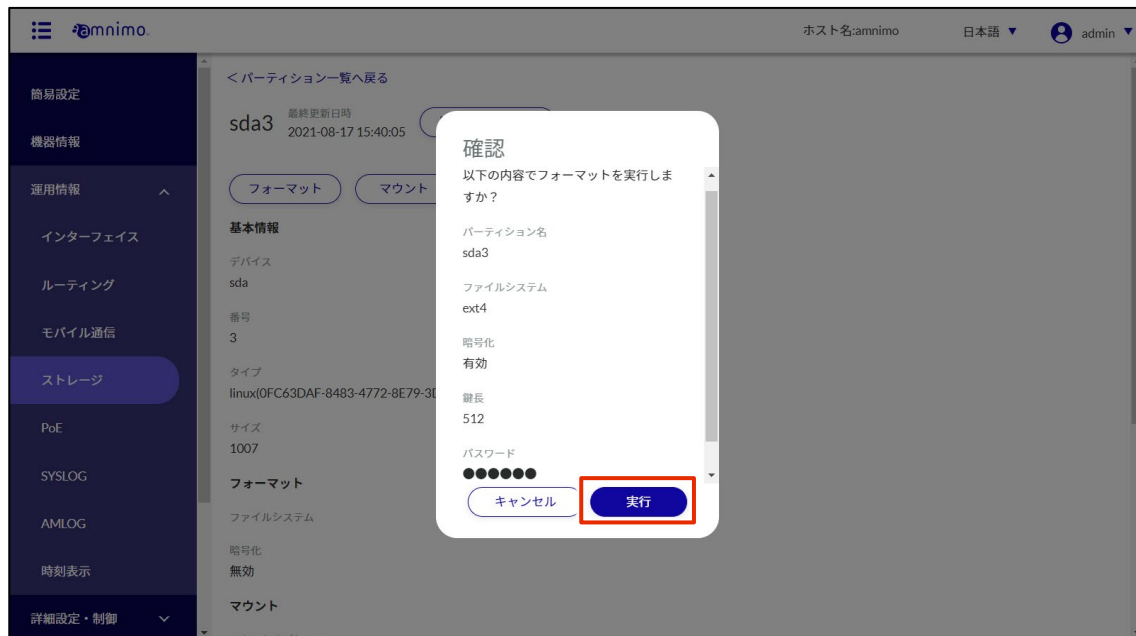 amnimo.
ホスト名:amnimo
日本語 ▼
admin ▼
簡易設定
機器情報
運用情報
インターフェイス
ルーティング
モバイル通信
ストレージ
PoE
SYSLOG
AMLOG
時刻表示
詳細設定・制御
<パーティション一覧へ戻る
sda3
最終更新日時
2021-08-17 15:40:05
フォーマット
マウント
基本情報
デバイス
sda
番号
3
タイプ
linux(0FC63DAF-8483-4772-8E79-3D
サイズ
1007
フォーマット
ファイルシステム
暗号化
無効
マウント
確認
以下の内容でフォーマットを実行しま
すか？
パーティション名
sda3
ファイルシステム
ext4
暗号化
有効
鍵長
512
パスワード
●●●●●●
キャンセル
実行